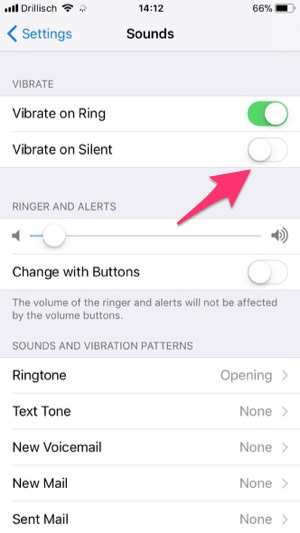 Drillisch 14:12 66%
Settings Sounds
VIBRATE
Vibrate on Ring
Vibrate on Silent
RINGER AND ALERTS
Change with Buttons
The volume of the ringer and alerts will not be affected
by the volume buttons.
SOUNDS AND VIBRATION PATTERNS
Ringtone Opening
Text Tone None
New Voicemail None
New Mail None
Sent Mail None